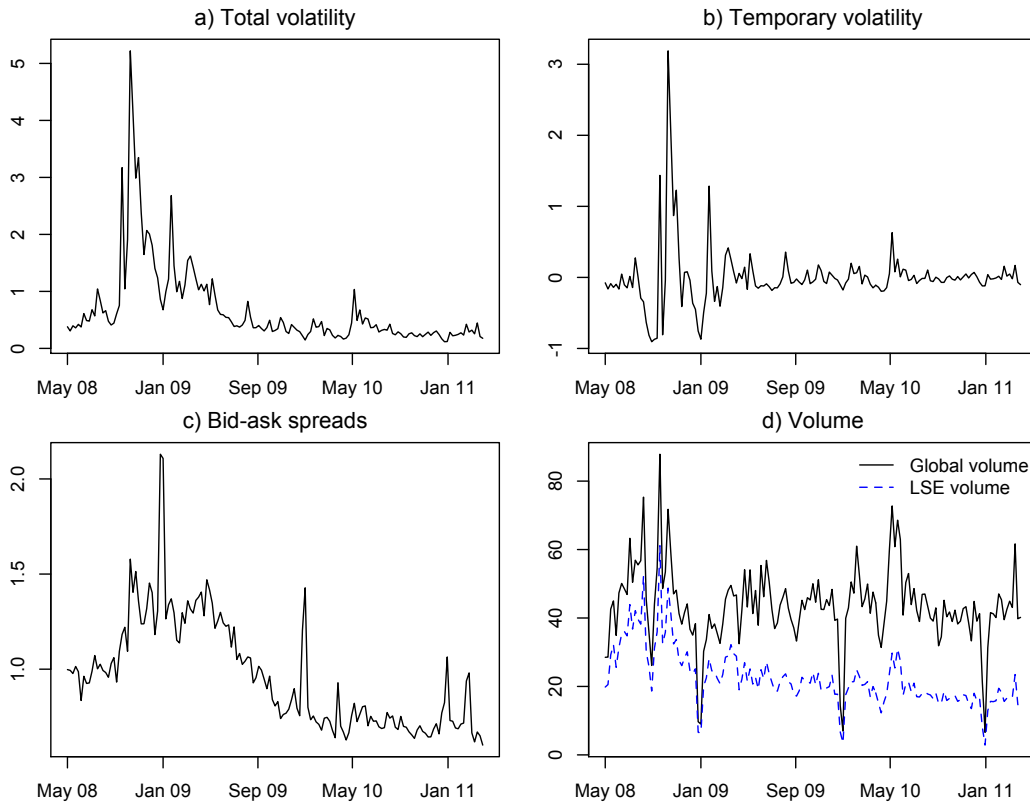 a) Total volatility
b) Temporary volatility
5
4
3
2
1
0
3
2
1
0
-1
May 08 Jan 09 Sep 09 May 10 Jan 11
May 08 Jan 09 Sep 09 May 10 Jan 11
c) Bid-ask spreads
d) Volume
2.0
1.5
1.0
80
60
40
20
0
Global volume
LSE volume
May 08 Jan 09 Sep 09 May 10 Jan 11
May 08 Jan 09 Sep 09 May 10 Jan 11